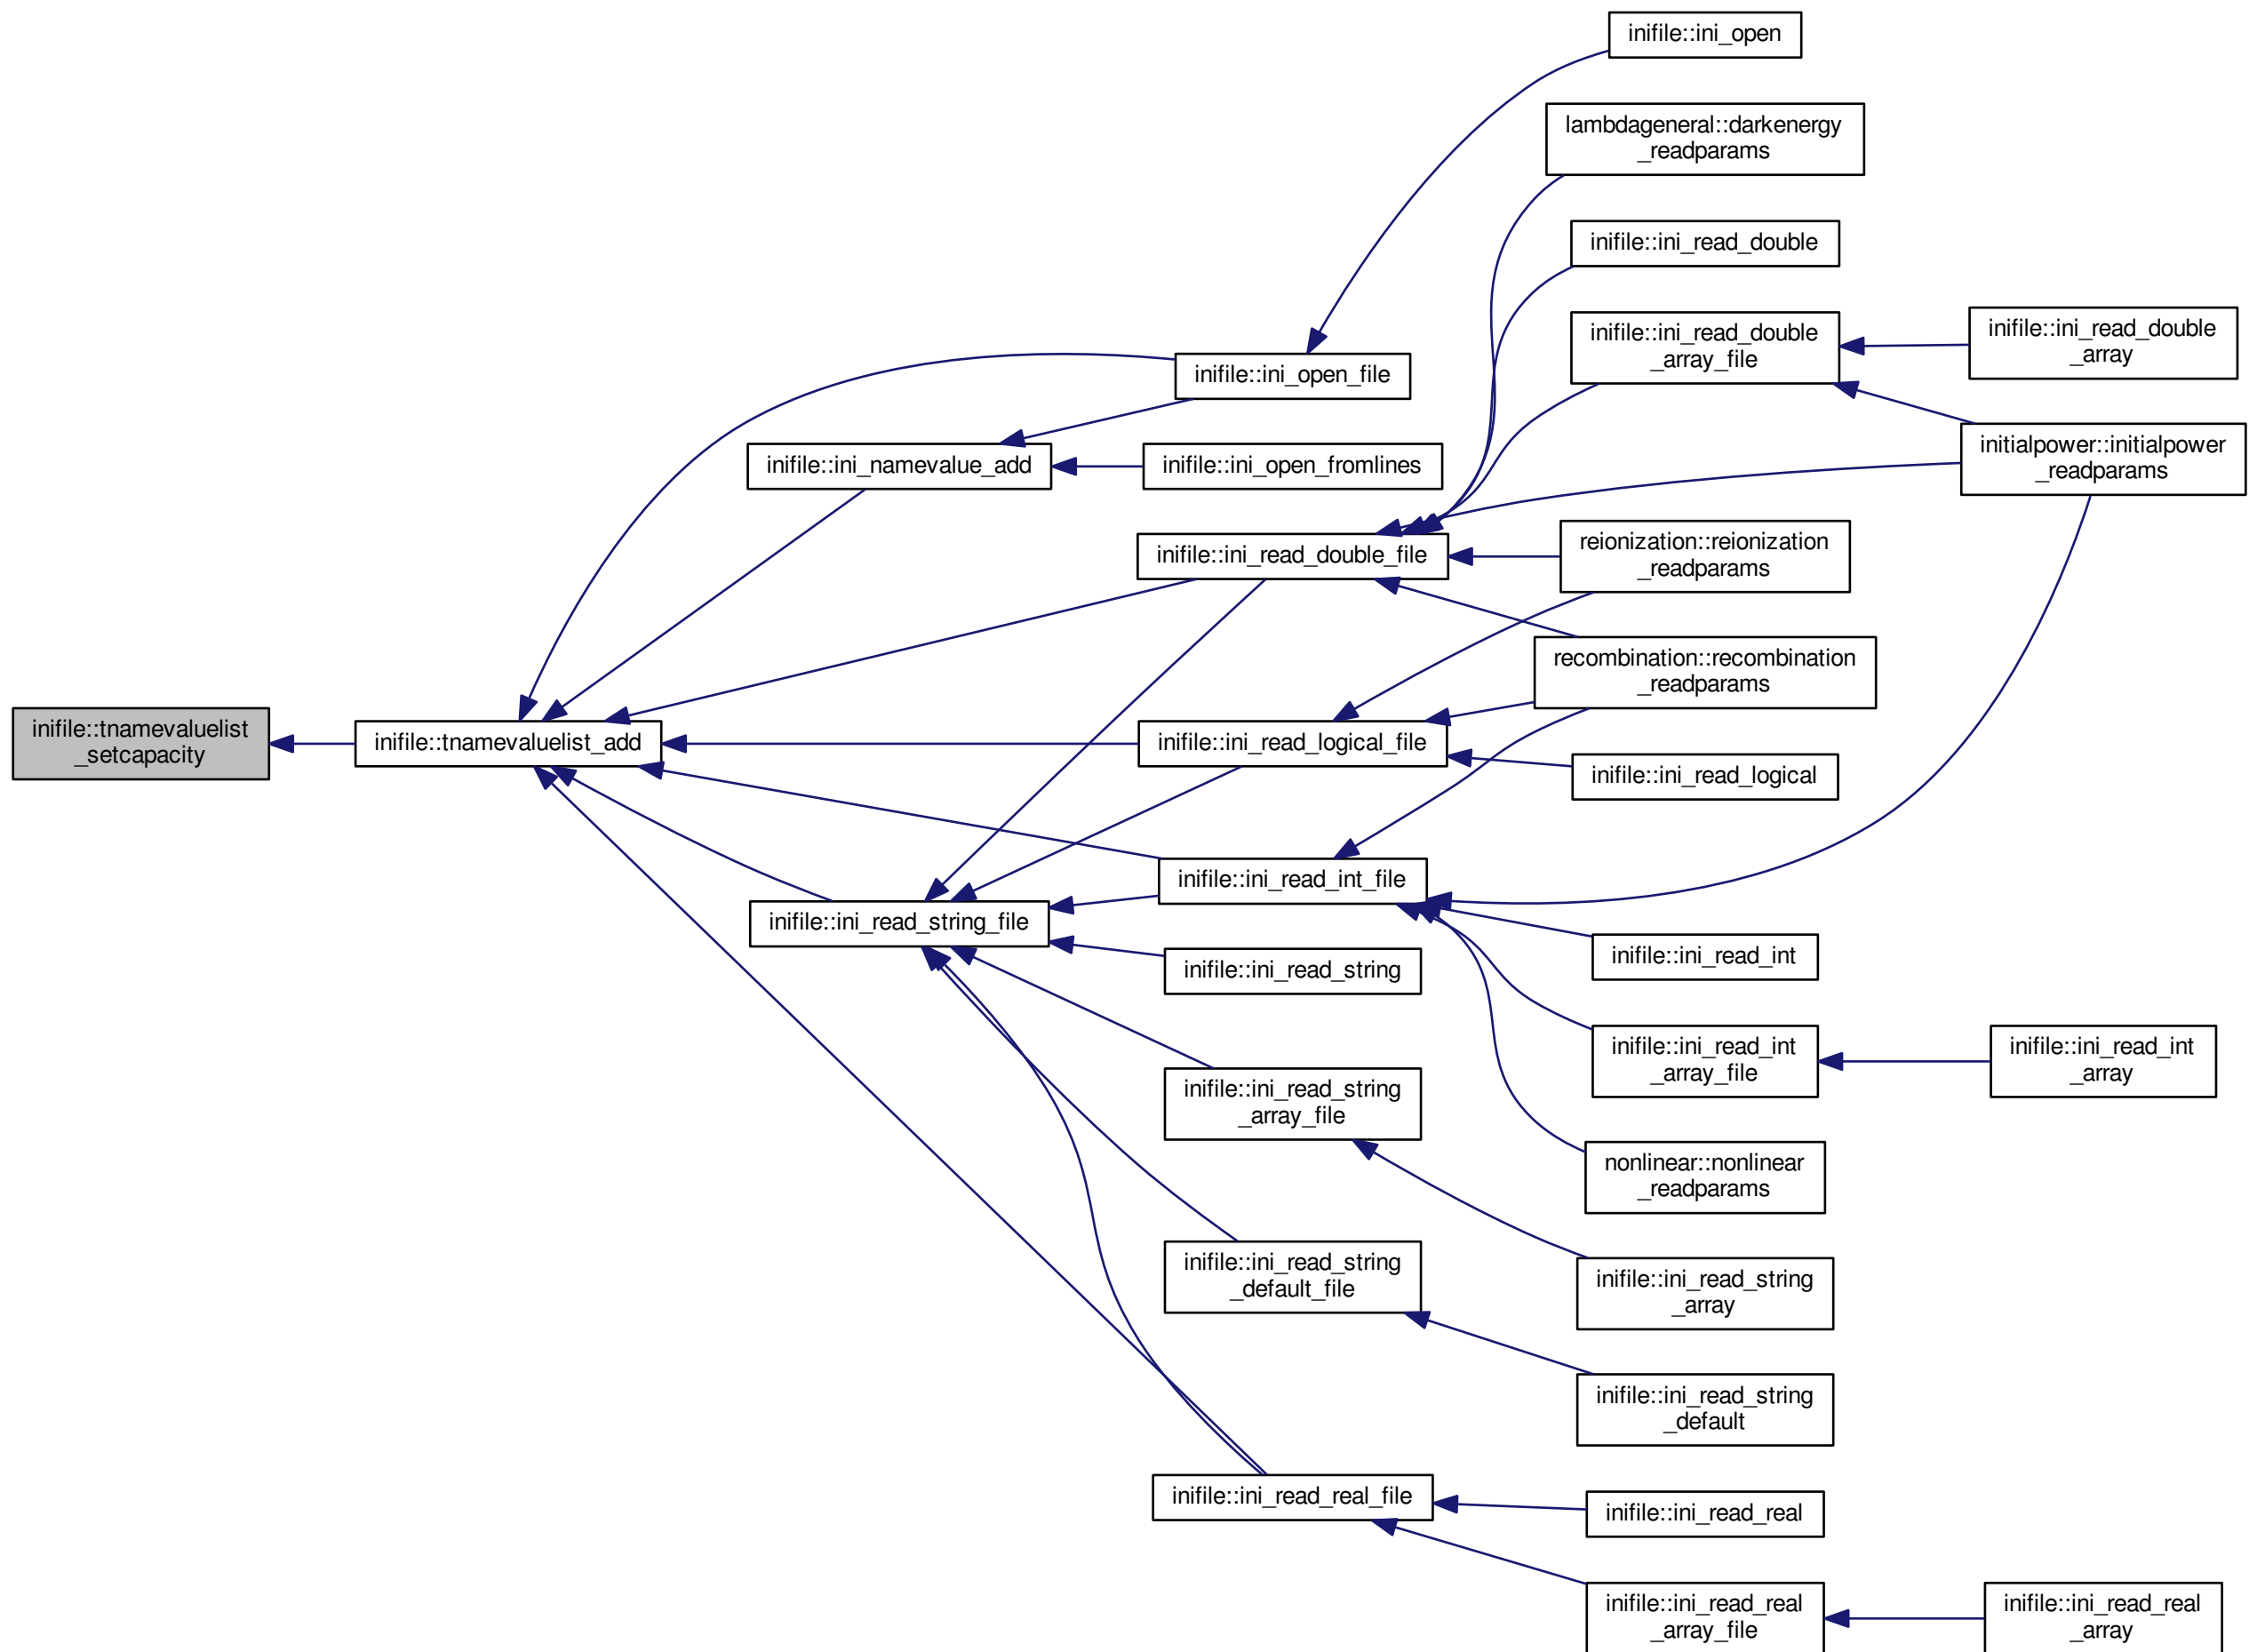 inifile::ini_open
lambdageneral::darkenergy
_readparams
inifile::ini_read_double
inifile::ini_read_double
_array_file
inifile::ini_read_double
_array
inifile::ini_open_file
initialpower::initialpower
_readparams
inifile::ini_namevalue_add
inifile::ini_open_fromlines
inifile::ini_read_double_file
reionization::reionization
_readparams
recombination::recombination
_readparams
inifile::tnamevaluelist
_setcapacity
inifile::tnamevaluelist_add
inifile::ini_read_logical_file
inifile::ini_read_logical
inifile::ini_read_int_file
inifile::ini_read_string_file
inifile::ini_read_int
inifile::ini_read_string
inifile::ini_read_int
_array_file
inifile::ini_read_int
_array
inifile::ini_read_string
_array_file
nonlinear::nonlinear
_readparams
inifile::ini_read_string
_default_file
inifile::ini_read_string
_array
inifile::ini_read_string
_default
inifile::ini_read_real_file
inifile::ini_read_real
inifile::ini_read_real
_array_file
inifile::ini_read_real
_array